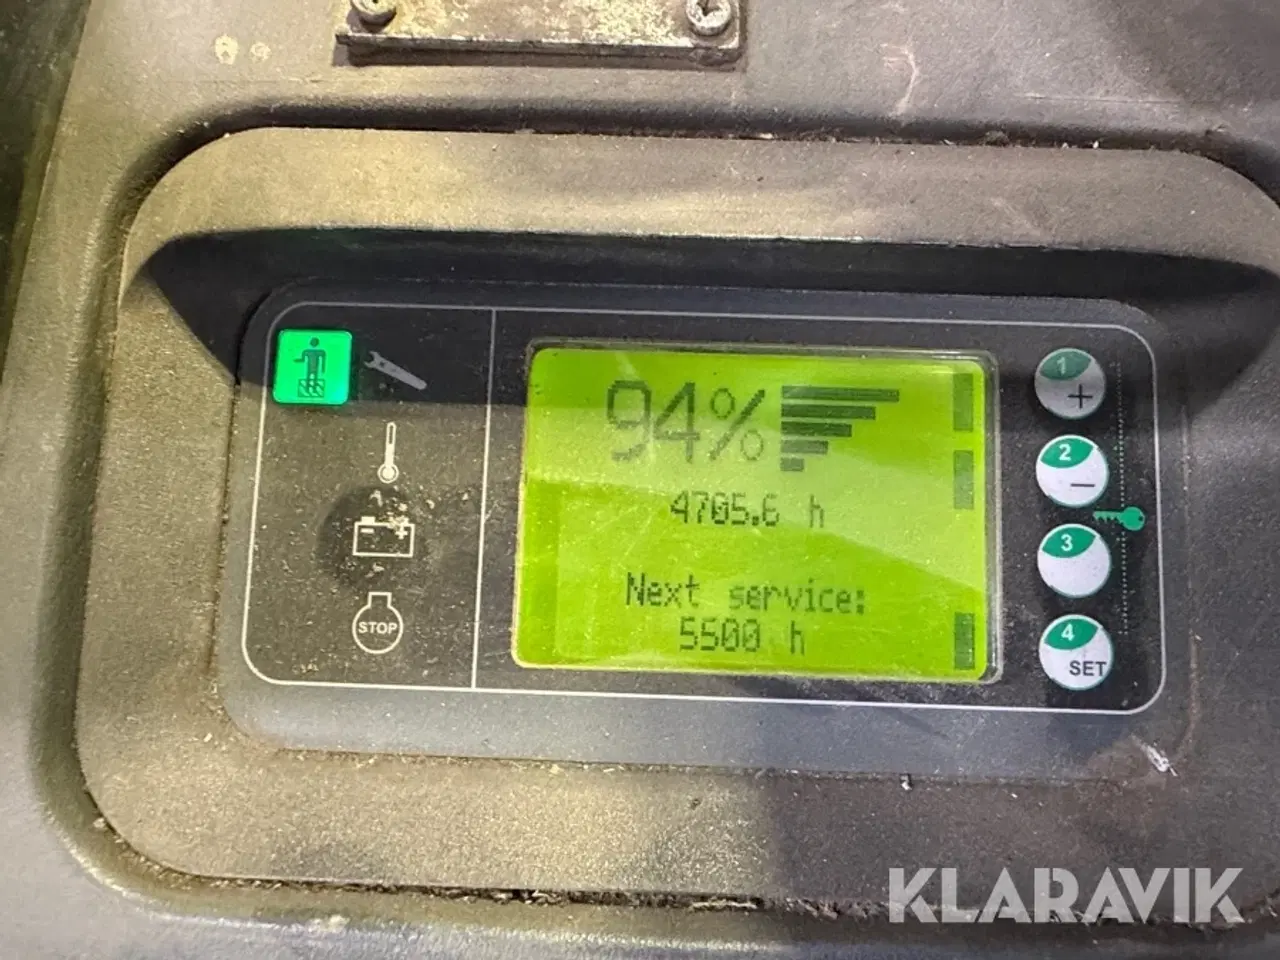 94%
4705.6 h
Next service:
5500 h
STOP
1
+
2
−
3
4
SET
KLARAVIK